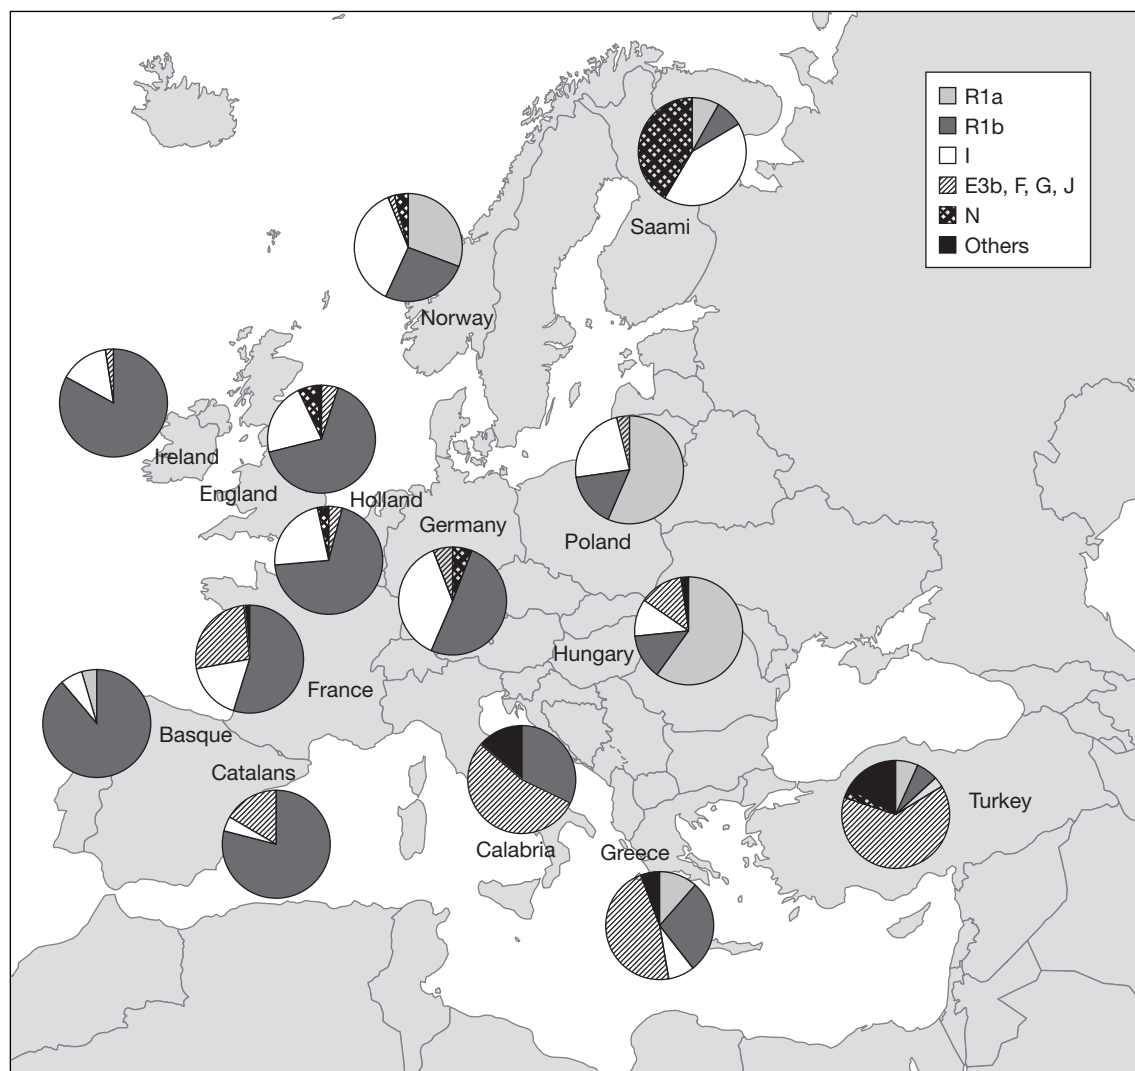 R1a
R1b
I
E3b, F, G, J
N
Others
Saami
Norway
Ireland
England
Holland
Germany
Poland
Hungary
France
Basque
Catalans
Calabria
Greece
Turkey